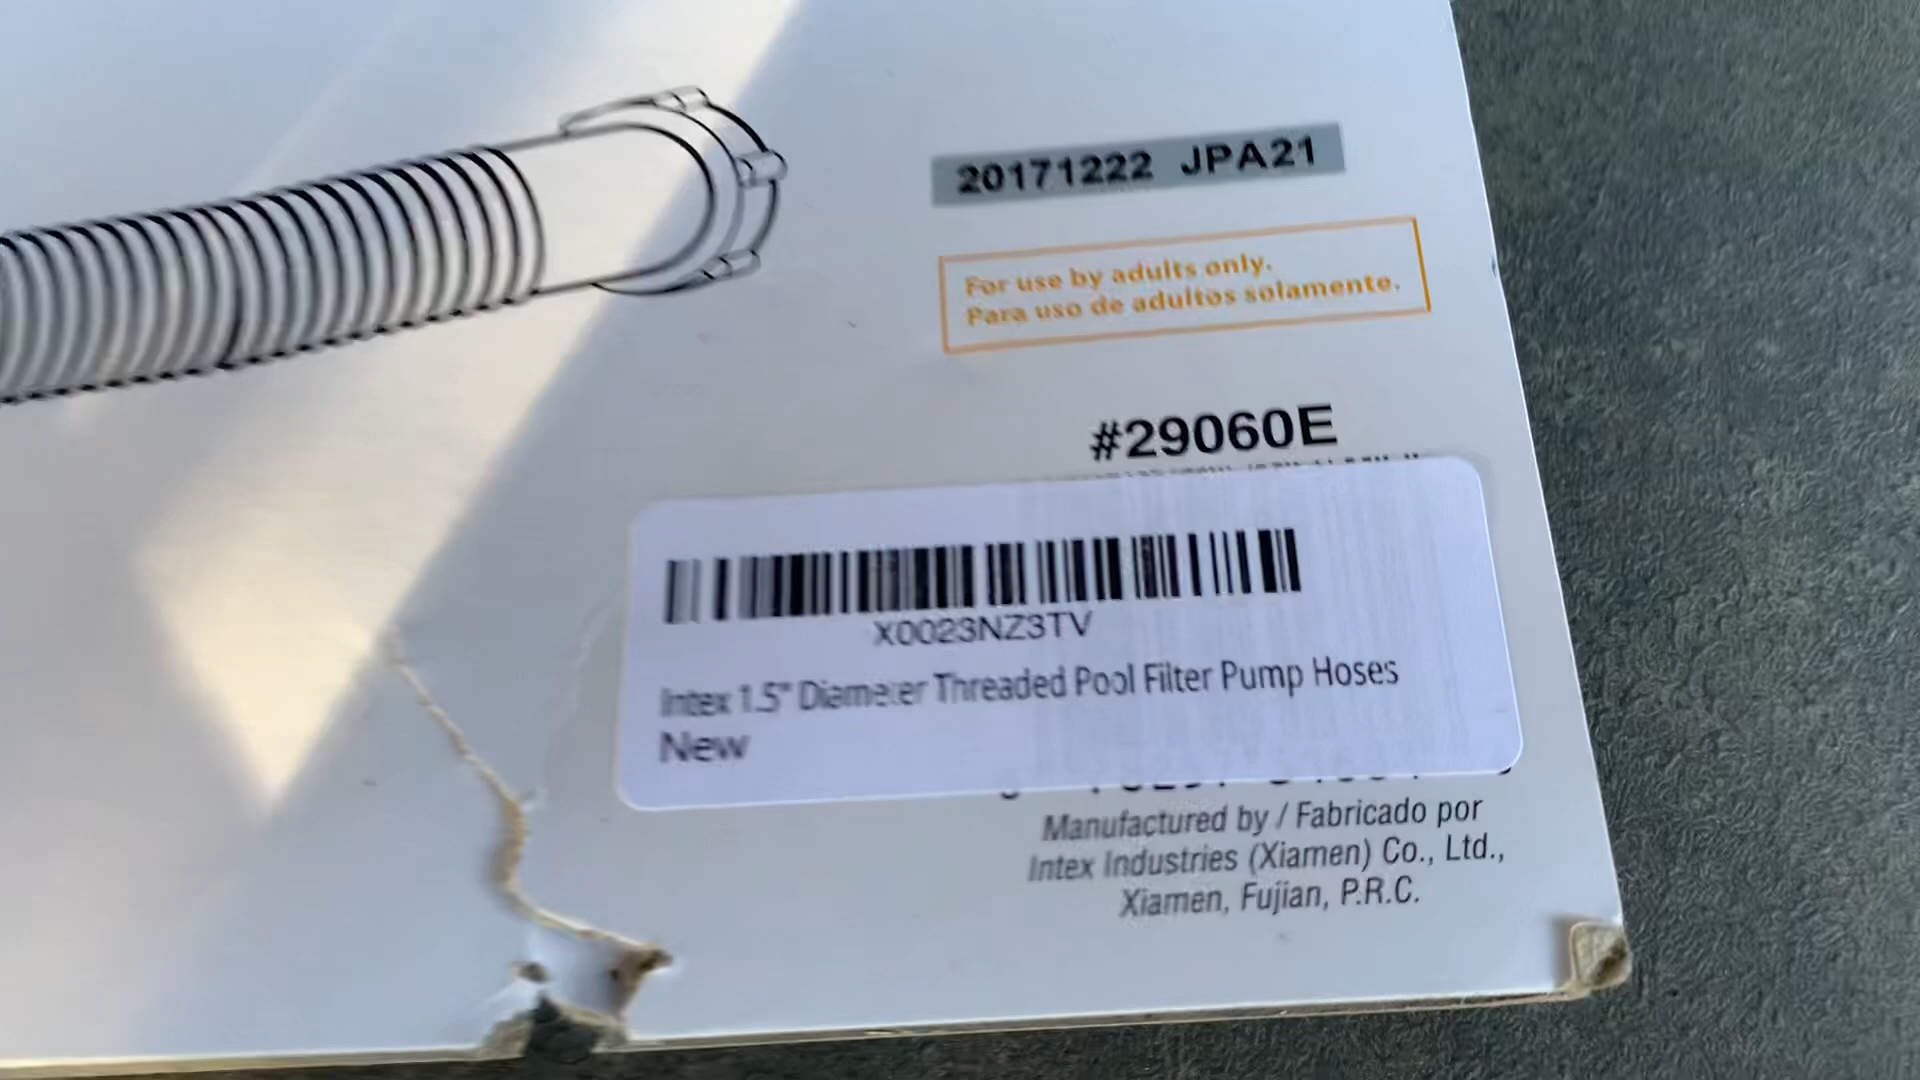 20171222 JPA21
For use by adults only.
Para uso de adultos solamente.
#29060E
X0023NZ3TV
Intex 1.5" Diameter Threaded Pool Filter Pump Hoses
New
Manufactured by / Fabricado por
Intex Industries (Xiamen) Co., Ltd.,
Xiamen, Fujian, P.R.C.